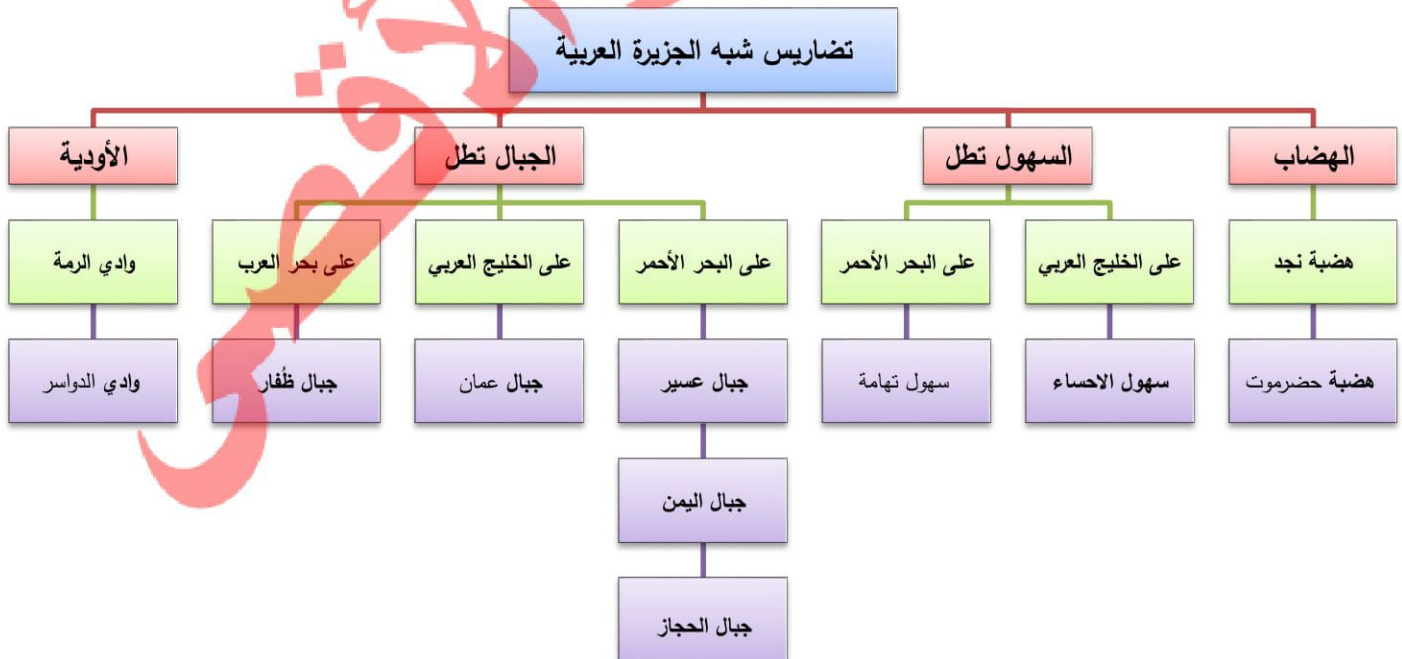 تضاريس شبه الجزيرة العربية
الهضاب
السهول تطل
الجبال تطل
الأودية
هضبة نجد
على الخليج العربي
على البحر الأحمر
على البحر الأحمر
على الخليج العربي
على بحر العرب
وادي الرمة
هضبة حضرموت
سهول الاحساء
سهول تهامة
جبال عسير
جبال عمان
جبال ظُفار
وادي الدواسر
جبال اليمن
جبال الحجاز